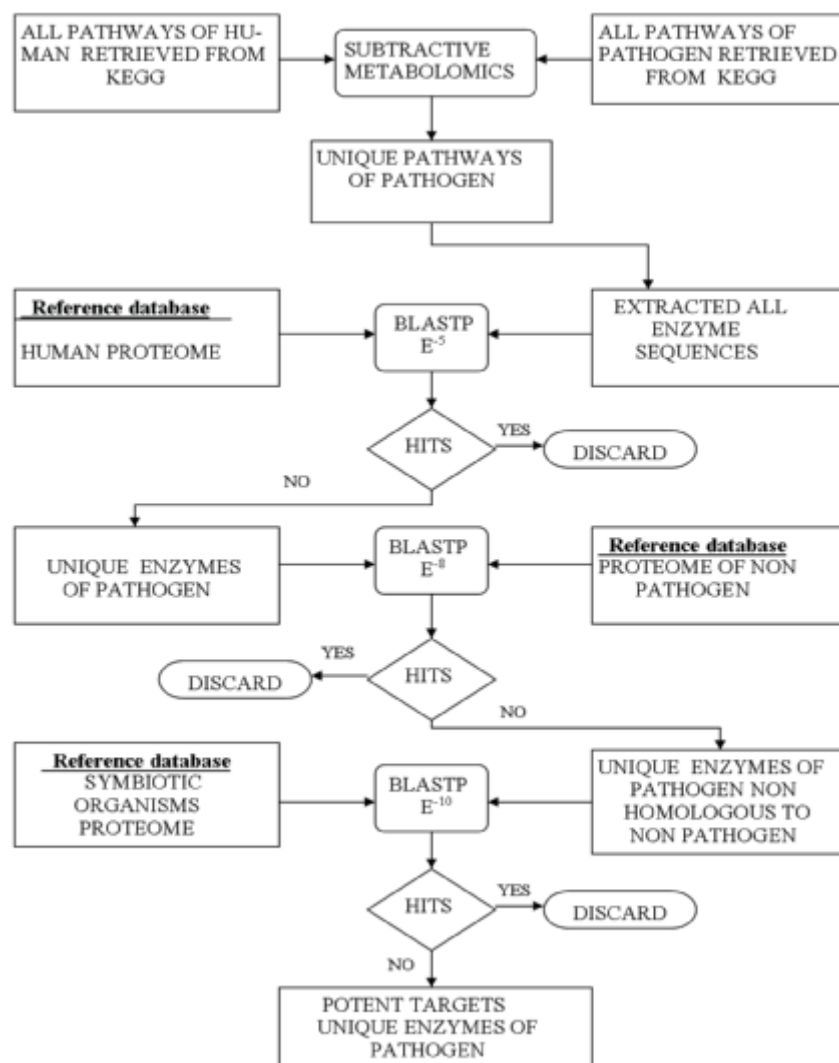 ALL PATHWAYS OF HU-
MAN RETRIEVED FROM
KEGG
SUBTRACTIVE
METABOLOMICS
ALL PATHWAYS OF
PATHOGEN RETRIEVED
FROM KEGG
UNIQUE PATHWAYS
OF PATHOGEN
Reference database
HUMAN PROTEOME
BLASTP
E-5
EXTRACTED ALL
ENZYME
SEQUENCES
HITS
YES
DISCARD
NO
UNIQUE ENZYMES
OF PATHOGEN
BLASTP
E-8
Reference database
PROTEOME OF NON
PATHOGEN
YES
DISCARD
HITS
NO
Reference database
SYMBIOTIC
ORGANISMS
PROTEOME
BLASTP
E-10
UNIQUE ENZYMES OF
PATHOGEN NON
HOMOLOGOUS TO
NON PATHOGEN
HITS
YES
DISCARD
NO
POTENT TARGETS
UNIQUE ENZYMES OF
PATHOGEN